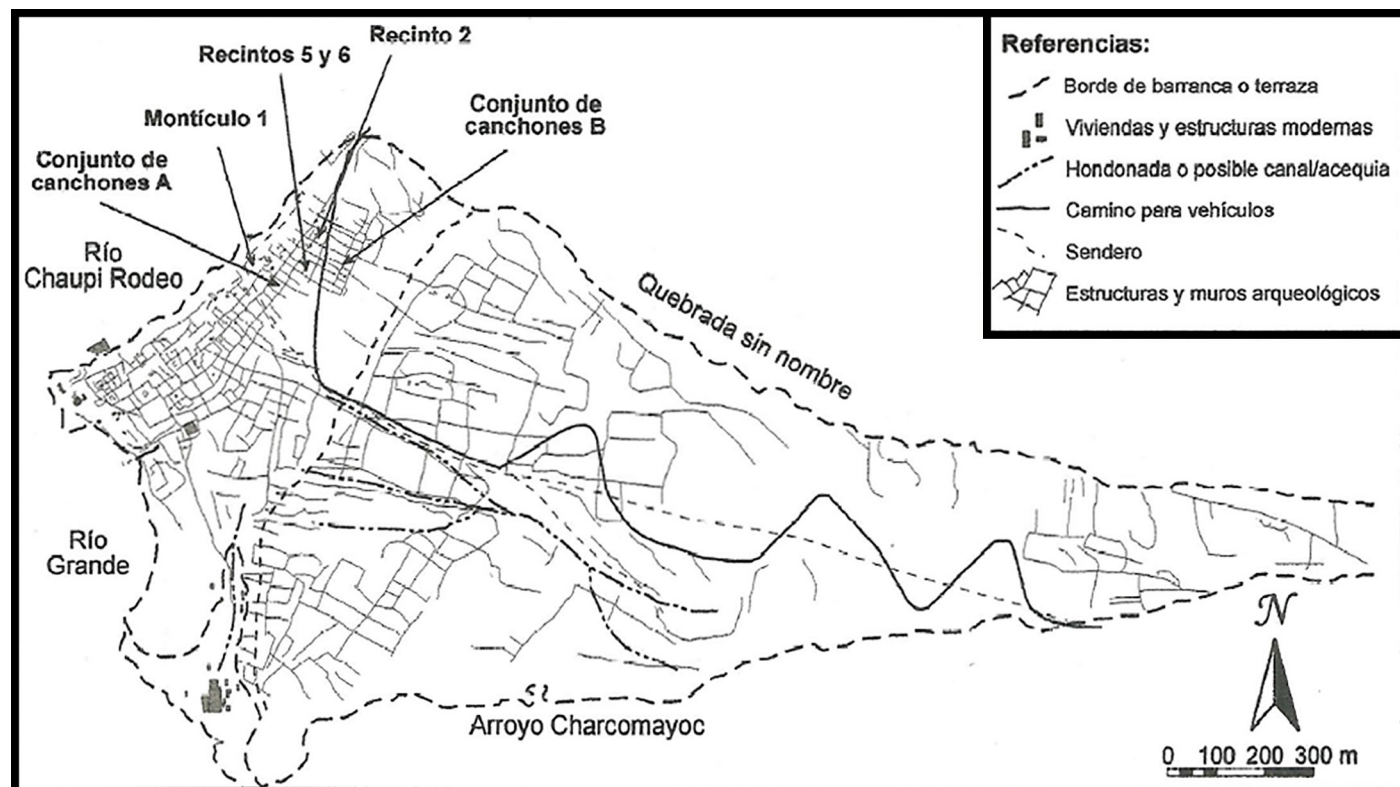 Recinto 2
Recintos 5 y 6
Conjunto de
canchones B
Montículo 1
Conjunto de
canchones A
Río
Chaupi Rodeo
Quebrada sin nombre
Río
Grande
Arroyo Charcomayoc
Referencias:
Borde de barranca o terraza
Viviendas y estructuras modernas
Hondonada o posible canal/acequia
Camino para vehículos
Sendero
Estructuras y muros arqueológicos
N
0 100 200 300 m